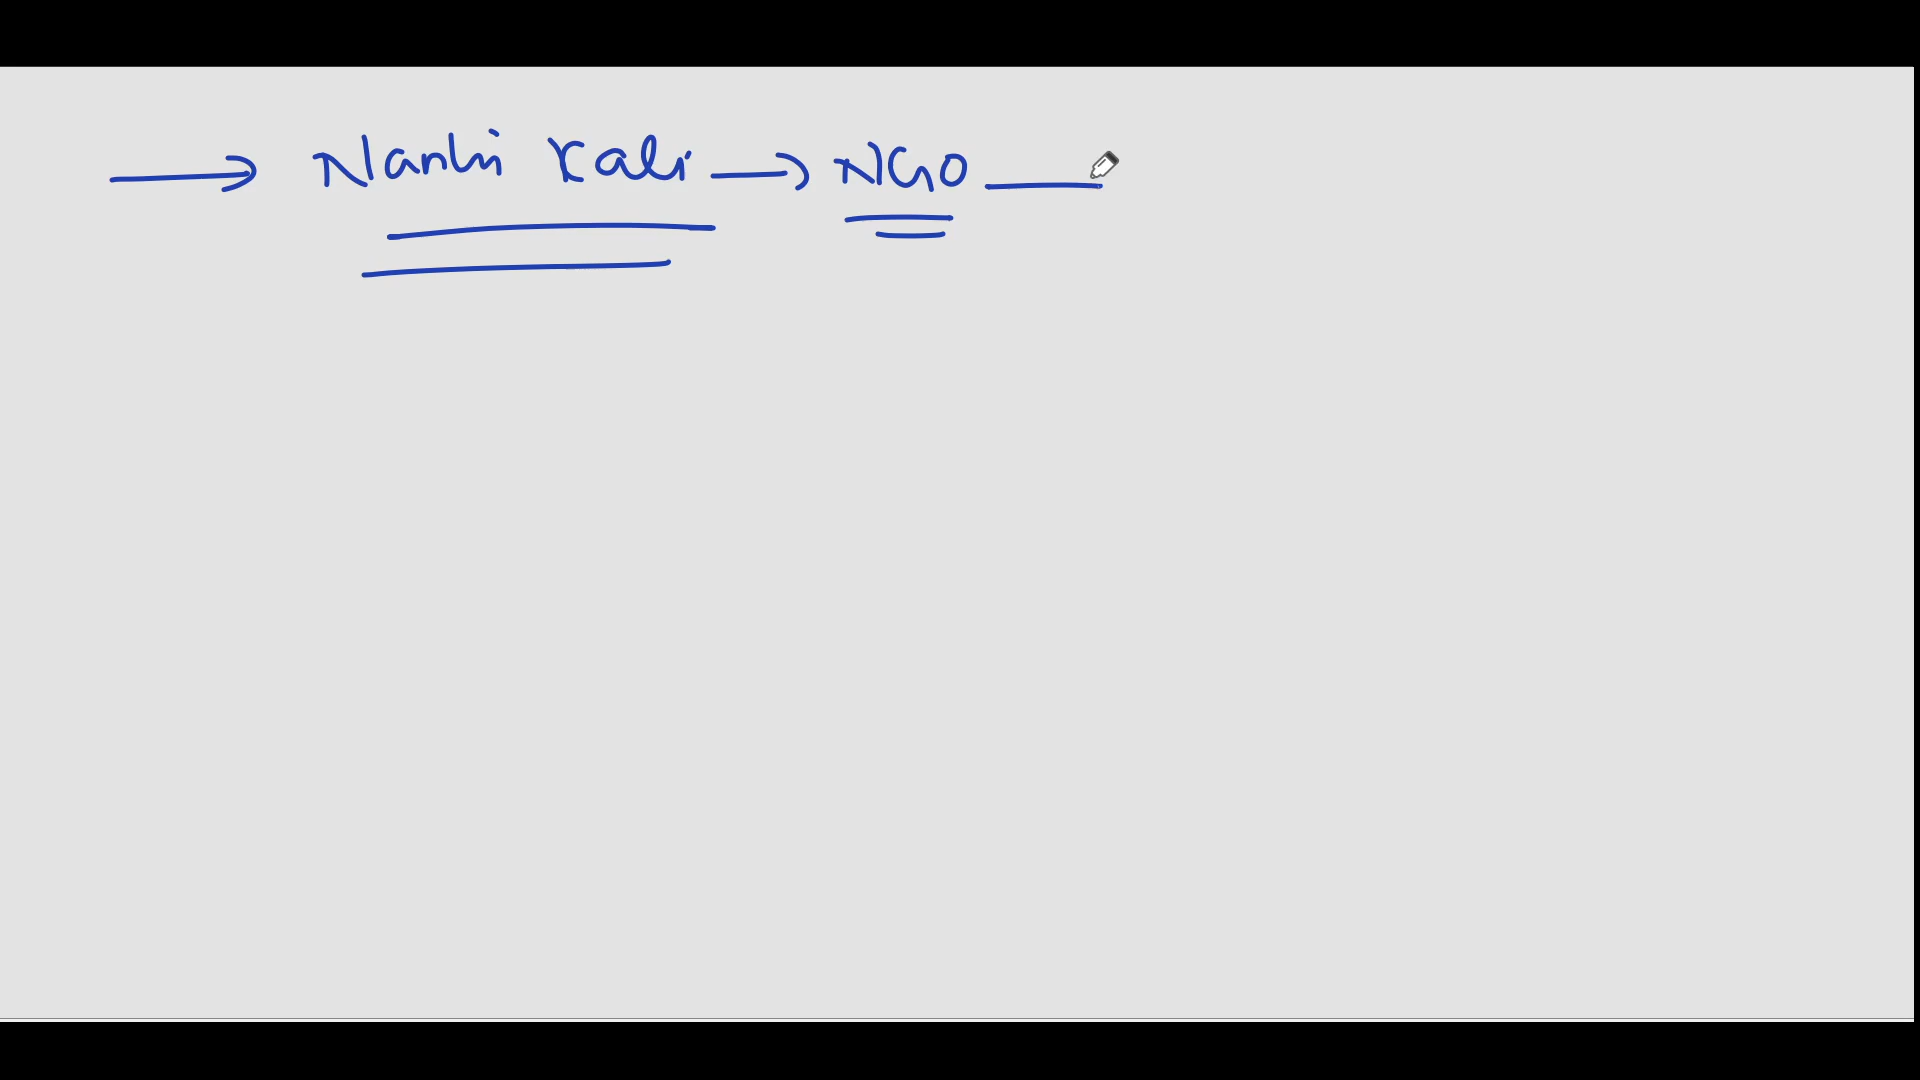 → Nanhi Kali → NGO —